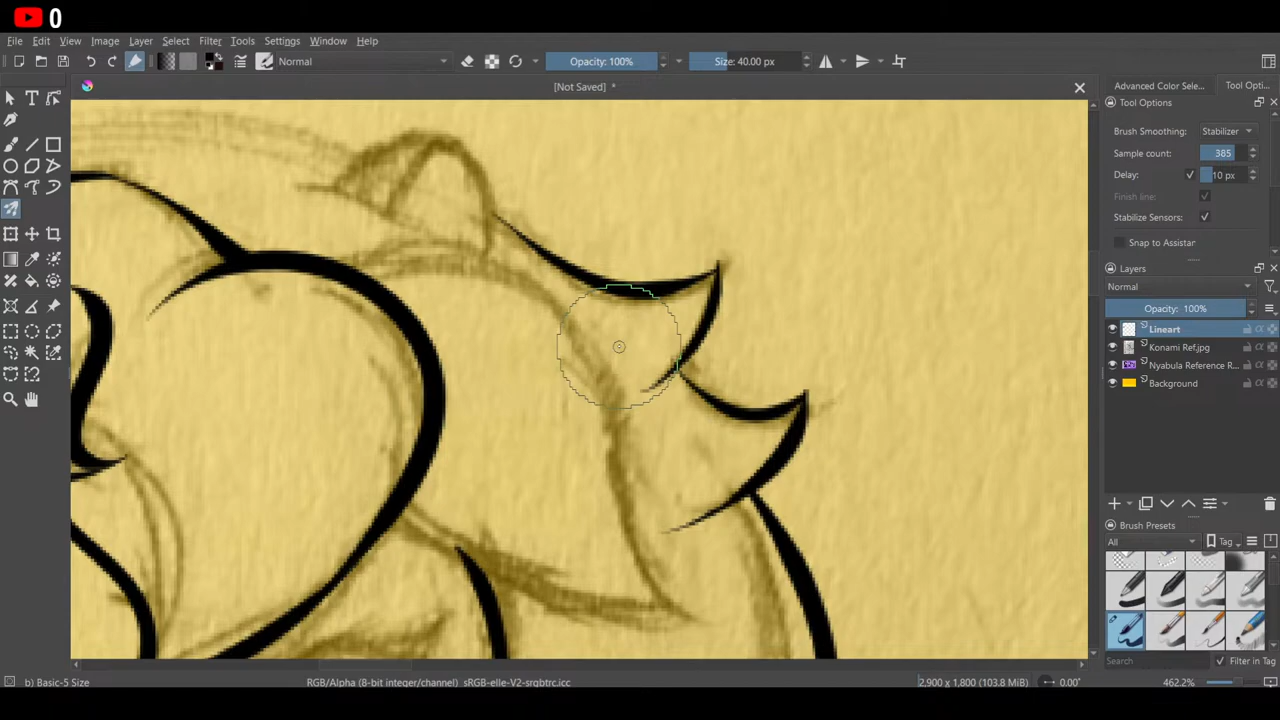 0
File Edit View Image Layer Select Filter Tools Settings Window Help
Normal Opacity: 100% Size: 40.00 px
[Not Saved] *
Advanced Color Sele... Tool Optio...
Tool Options
Brush Smoothing: Stabilizer
Sample count: 385
Delay: 10 px
Finish line:
Stabilize Sensors:
Snap to Assistar
Layers
Normal
Opacity: 100%
Lineart
Konami Ref.jpg
Nyabula Reference R...
Background
Brush Presets
All Tag
Search Filter in Tag
b) Basic-5 Size RGB/Alpha (8-bit integer/channel) sRGB-elle-V2-srgbtrc.icc 2,900 x 1,800 (103.8 MiB) 0.00° 462.2%